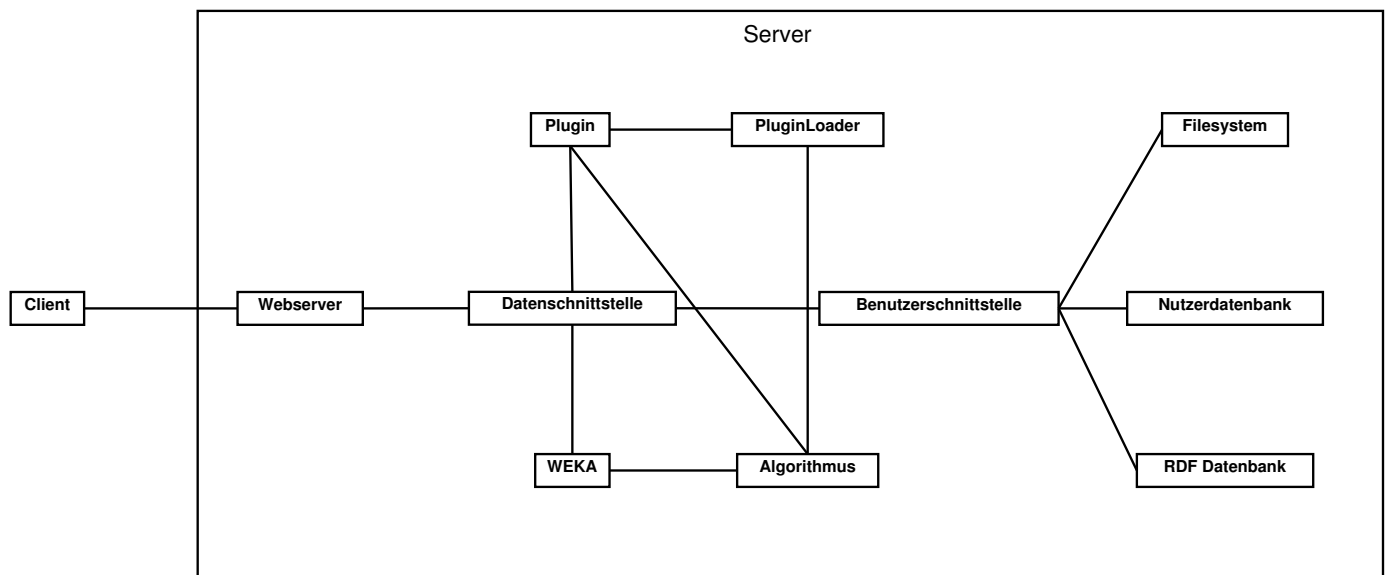 Server
Plugin
PluginLoader
Filesystem
Client
Webserver
Datenschnittstelle
Benutzerschnittstelle
Nutzerdatenbank
WEKA
Algorithmus
RDF Datenbank